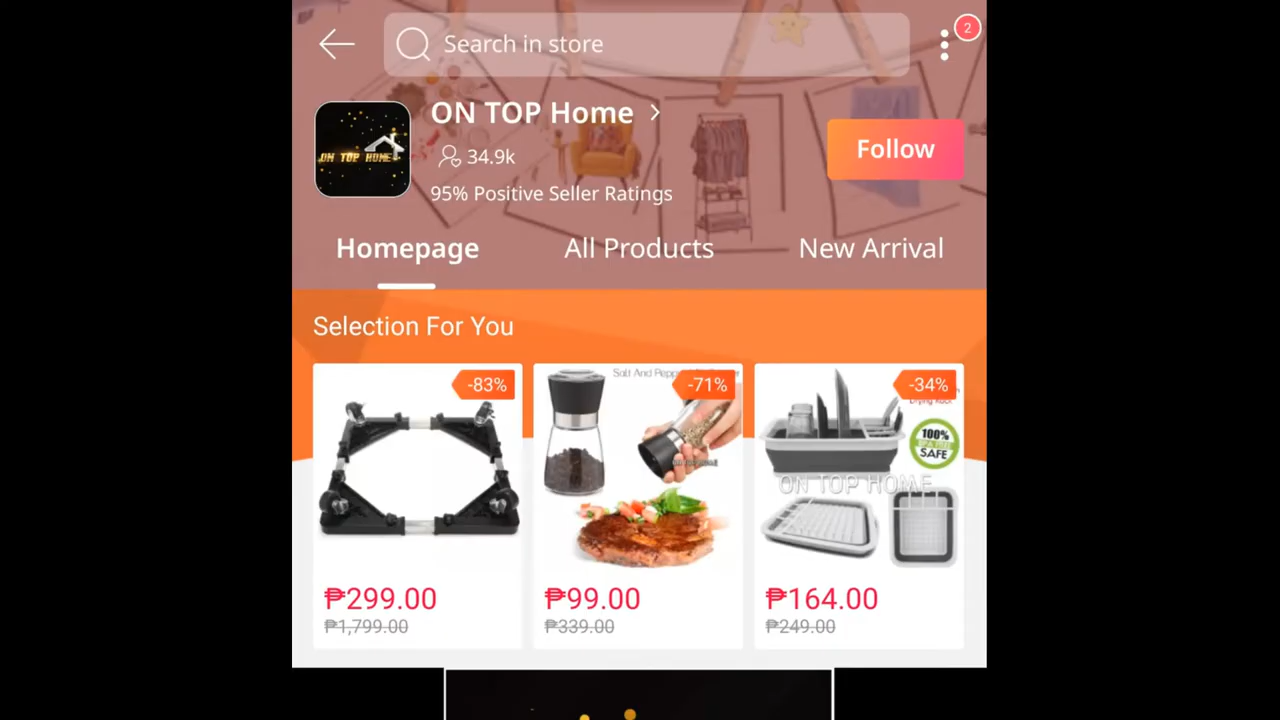 Search in store
2
ON TOP Home
ON TOP HOME
34.9k
Follow
95% Positive Seller Ratings
Homepage
All Products
New Arrival
Selection For You
-83%
Salt And Pepper
-71%
-34%
Drying Rack
100%
SAFE
ON TOP HOME
₱299.00
₱1,799.00
₱99.00
₱339.00
₱164.00
₱249.00